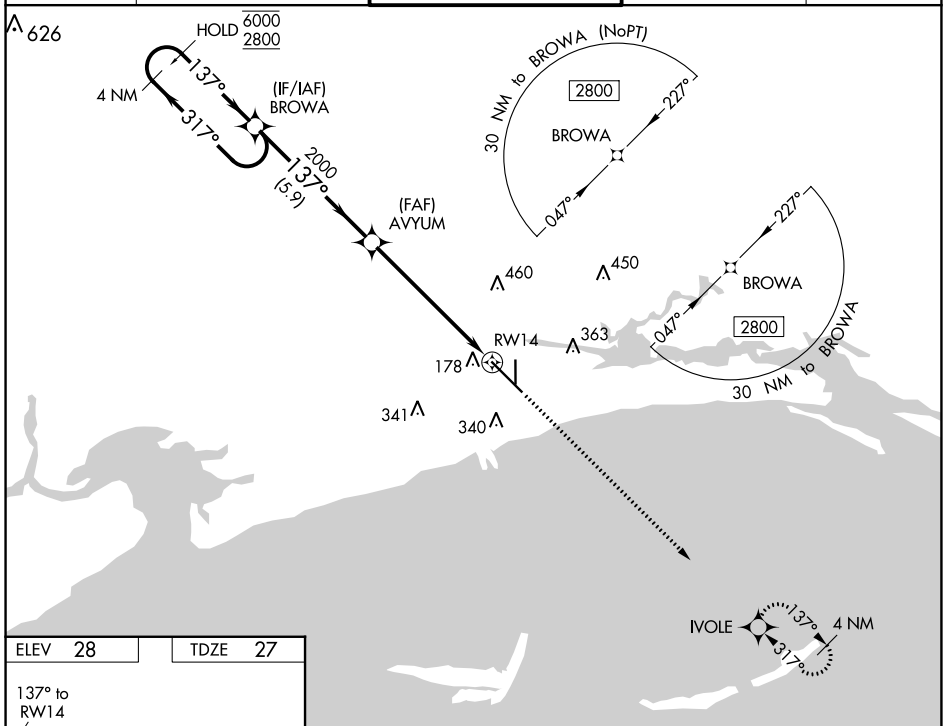 626
HOLD 6000
2800
4 NM
137°
317°
(IF/IAF)
BROWA
2000
137°
(5.9)
(FAF)
AVYUM
30 NM to BROWA (NoPT)
2800
227°
BROWA
047°
227°
BROWA
047°
2800
30 NM to BROWA
460
450
363
RW14
178
341
340
IVOLE
137°
4 NM
317°
ELEV 28
TDZE 27
137° to
RW14